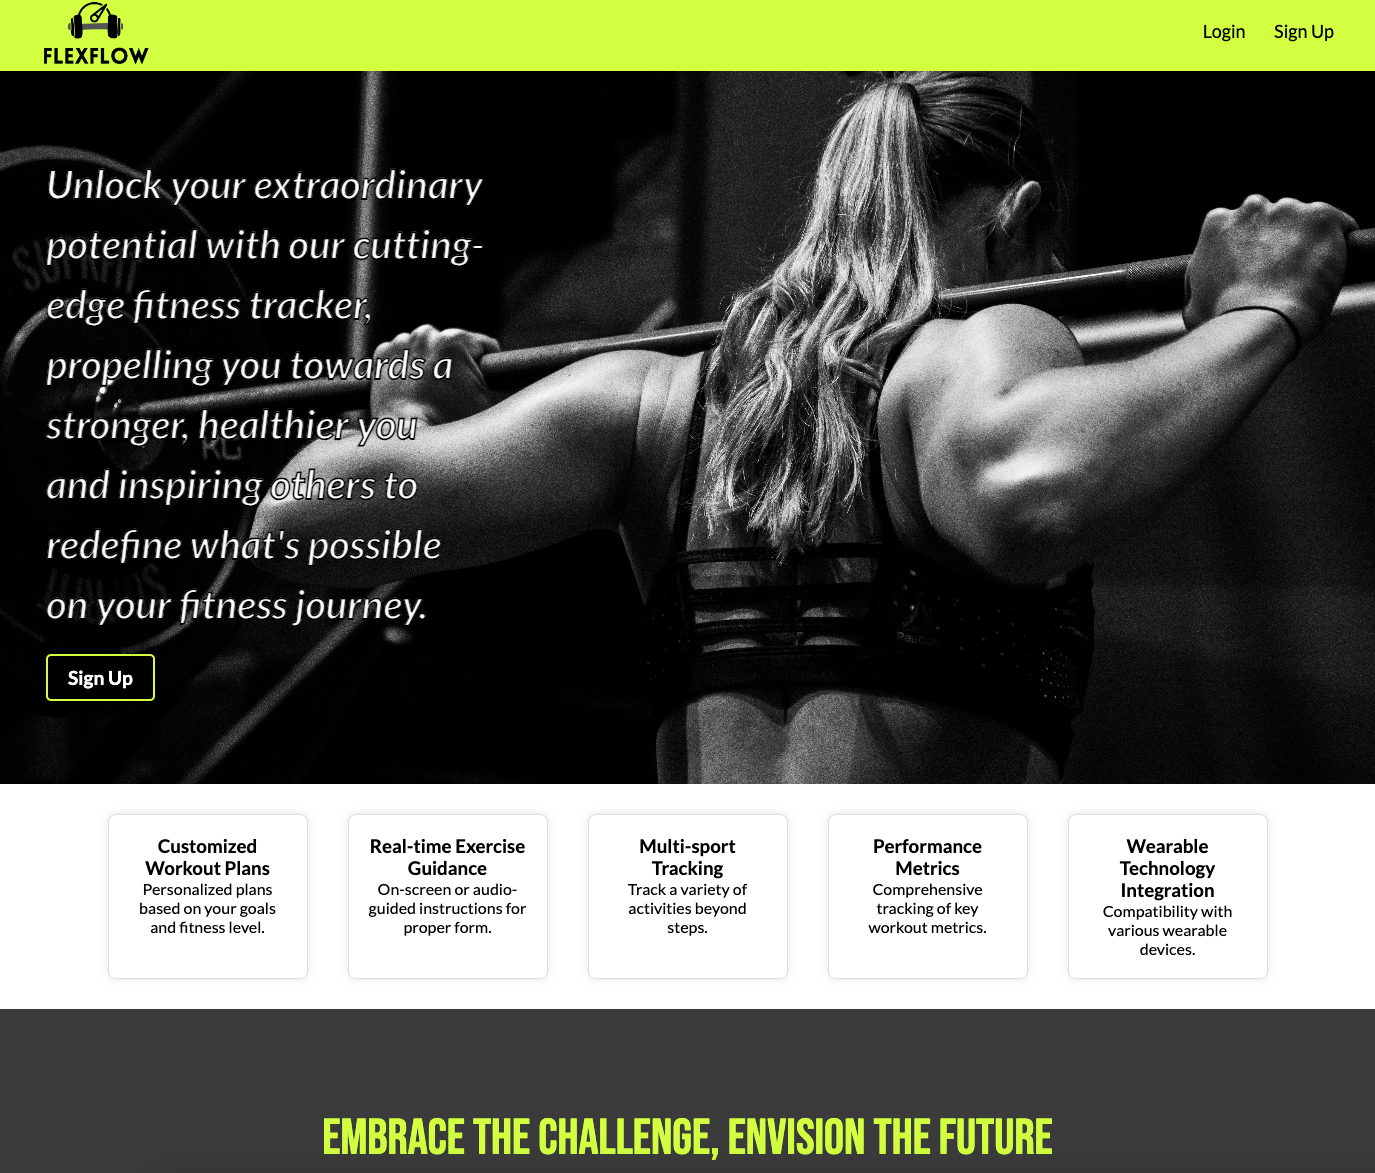 FLEXFLOW
Login
Sign Up
Unlock your extraordinary
potential with our cutting-
edge fitness tracker,
propelling you towards a
stronger, healthier you
and inspiring others to
redefine what's possible
on your fitness journey.
Sign Up
KG
Reebok
Customized
Workout Plans
Personalized plans
based on your goals
and fitness level.
Real-time Exercise
Guidance
On-screen or audio-
guided instructions for
proper form.
Multi-sport
Tracking
Track a variety of
activities beyond
steps.
Performance
Metrics
Comprehensive
tracking of key
workout metrics.
Wearable
Technology
Integration
Compatibility with
various wearable
devices.
EMBRACE THE CHALLENGE, ENVISION THE FUTURE